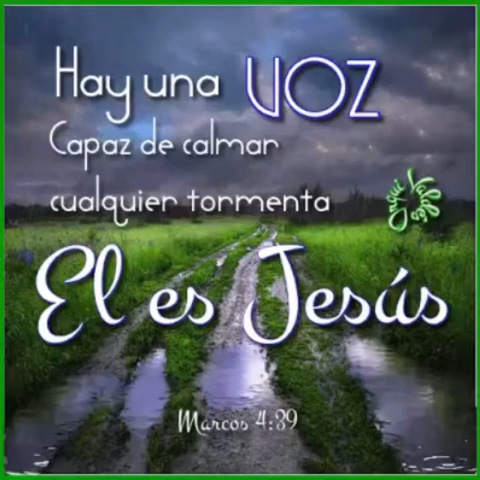 Hay una VOZ
Capaz de calmar
cualquier tormenta
El es Jesús
Marcos 4:39